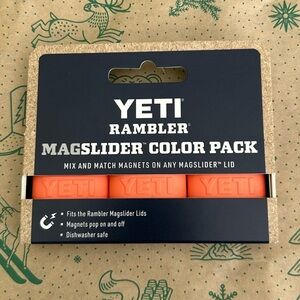 YETI
RAMBLER®
MAGSLIDER COLOR PACK
MIX AND MATCH MAGNETS ON ANY MAGSLIDER™ LID
YETI YETI YETI
• Fits the Rambler Magslider Lids
• Magnets pop on and off
• Dishwasher safe